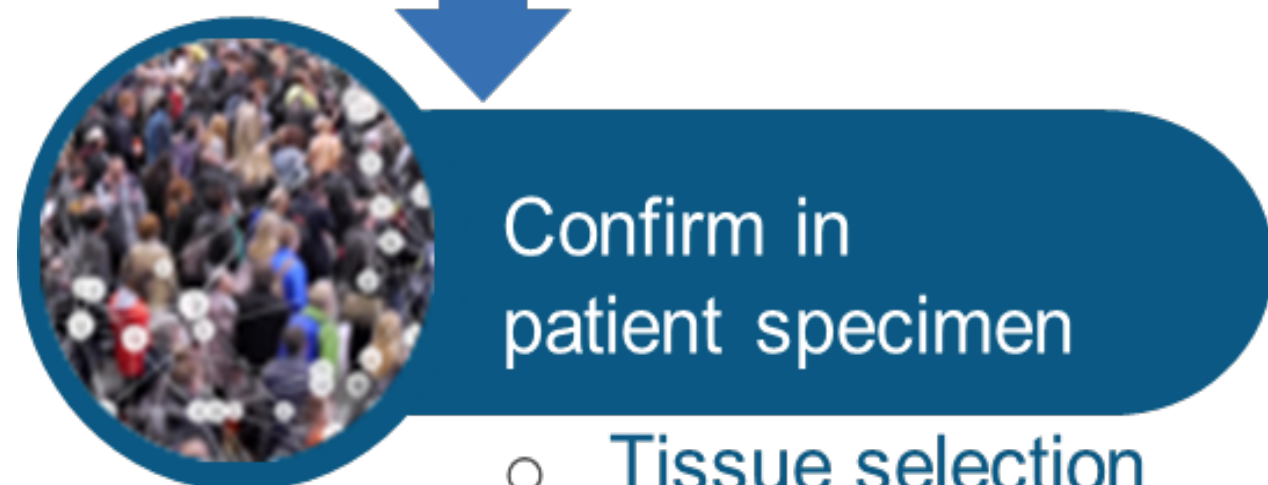 Confirm in
patient specimen
○ Tissue selection